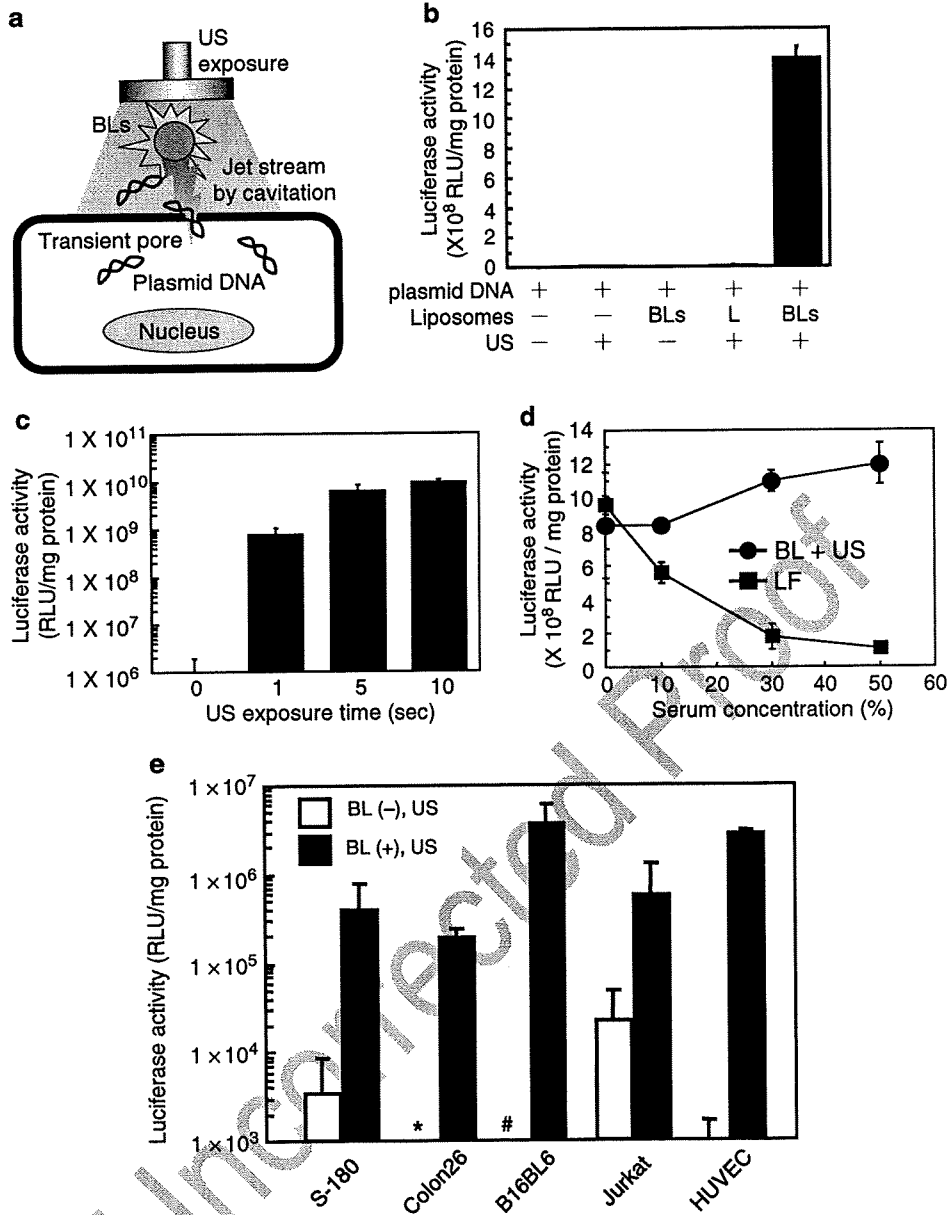 a
US
exposure
BLs
Jet stream
by cavitation
Transient pore
Plasmid DNA
Nucleus
b
Luciferase activity
(X10⁸ RLU/mg protein)
16
14
12
10
8
6
4
2
0
plasmid DNA + + + + +
Liposomes − − BLs L BLs
US − + − + +
c
Luciferase activity
(RLU/mg protein)
1 X 10¹¹
1 X 10¹⁰
1 X 10⁹
1 X 10⁸
1 X 10⁷
1 X 10⁶
0 1 5 10
US exposure time (sec)
d
Luciferase activity
(X 10⁸ RLU / mg protein)
14
12
10
8
6
4
2
0
BL + US
LF
0 10 20 30 40 50 60
Serum concentration (%)
e
Luciferase activity (RLU/mg protein)
1 × 10⁷
1 × 10⁶
1 × 10⁵
1 × 10⁴
1 × 10³
BL (−), US
BL (+), US
* #
S-180 Colon26 B16BL6 Jurkat HUVEC
Uncorrected Proof